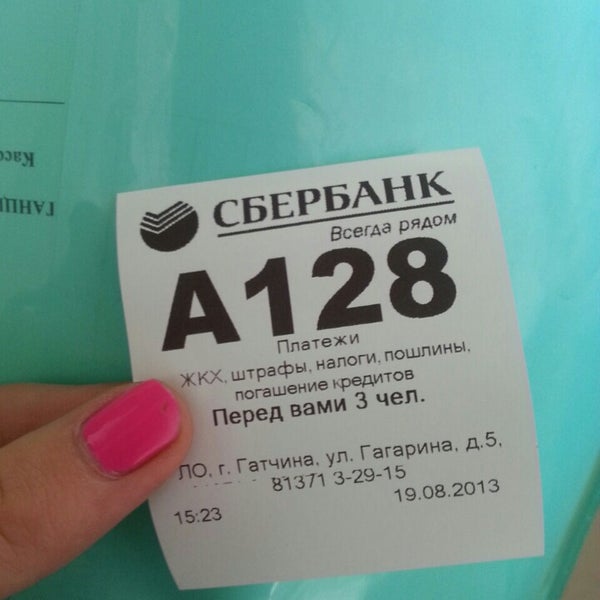 СБЕРБАНК
Всегда рядом
А128
Платежи
ЖКХ, штрафы, налоги, пошлины,
погашение кредитов
Перед вами 3 чел.
ЛО, г. Гатчина, ул. Гагарина, д.5,
81371 3-29-15
15:23 19.08.2013